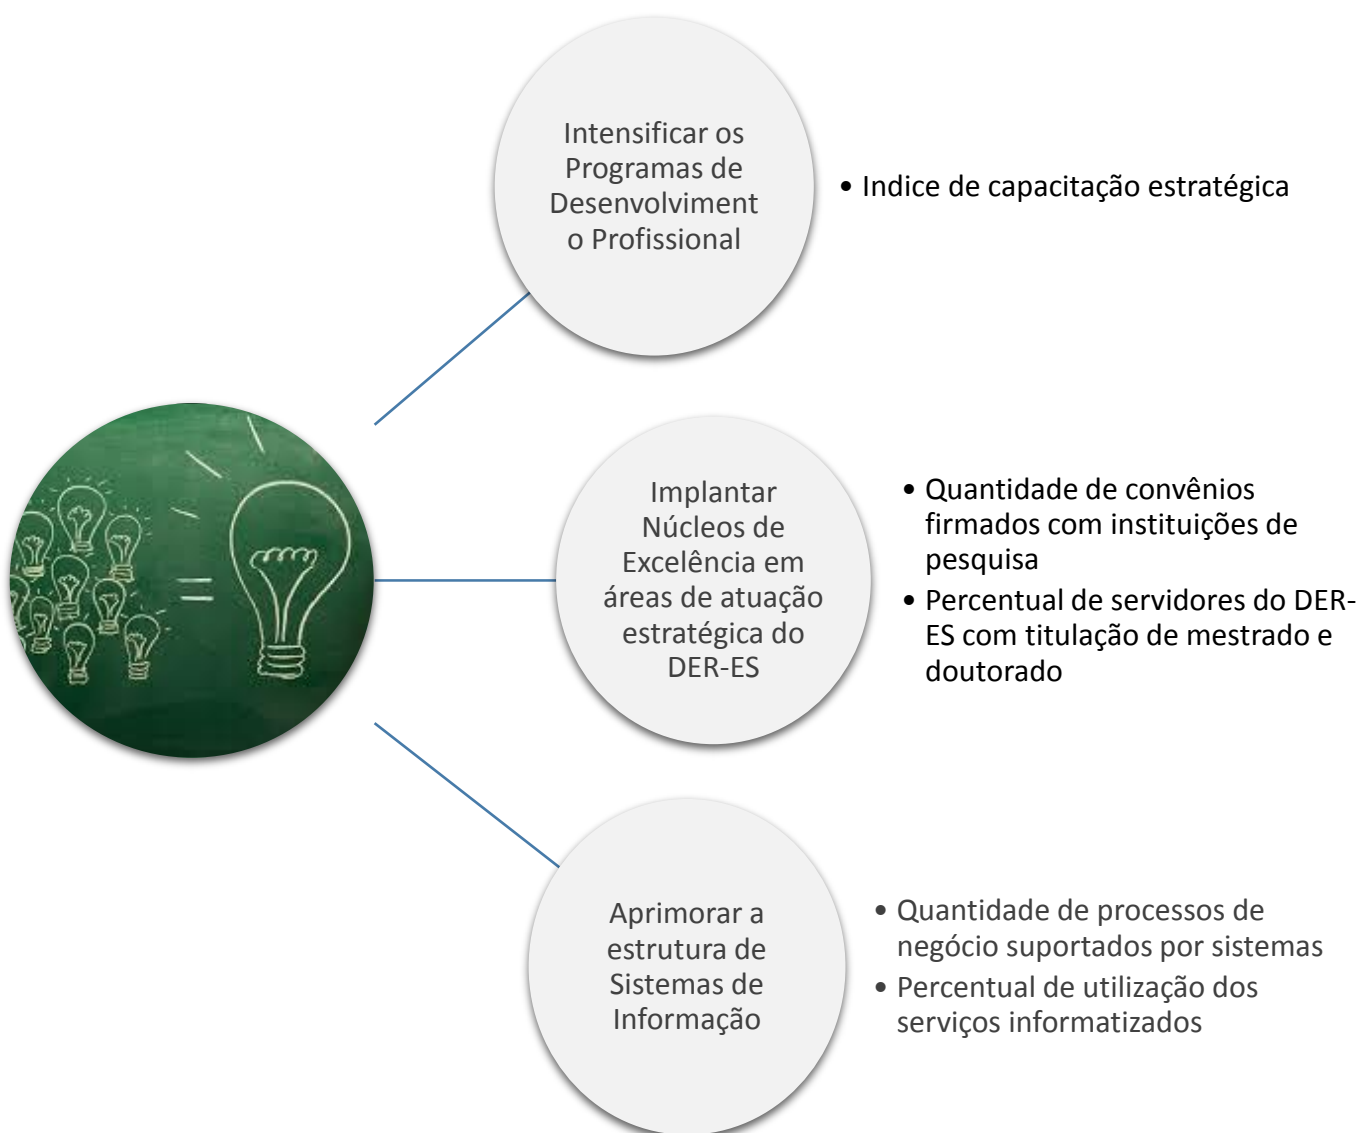 Intensificar os
Programas de
Desenvolviment
o Profissional
• Indice de capacitação estratégica
Implantar
Núcleos de
Excelência em
áreas de atuação
estratégica do
DER-ES
• Quantidade de convênios
firmados com instituições de
pesquisa
• Percentual de servidores do DER-
ES com titulação de mestrado e
doutorado
Aprimorar a
estrutura de
Sistemas de
Informação
• Quantidade de processos de
negócio suportados por sistemas
• Percentual de utilização dos
serviços informatizados